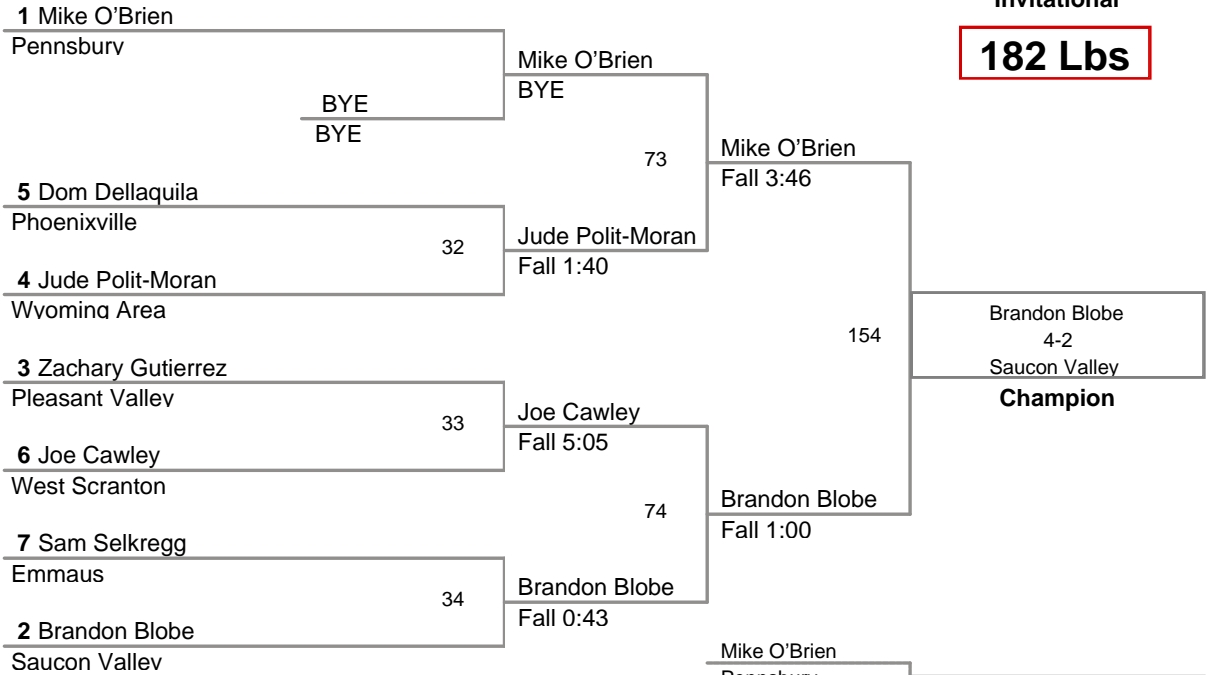 Invitational
182 Lbs
1 Mike O’Brien
Pennsbury
Mike O’Brien
BYE
BYE
BYE
73
Mike O’Brien
Fall 3:46
5 Dom Dellaquila
Phoenixville
32
Jude Polit-Moran
Fall 1:40
4 Jude Polit-Moran
Wyoming Area
154
Brandon Blobe
4-2
Saucon Valley
Champion
3 Zachary Gutierrez
Pleasant Valley
33
Joe Cawley
Fall 5:05
6 Joe Cawley
West Scranton
74
Brandon Blobe
Fall 1:00
7 Sam Selkregg
Emmaus
34
Brandon Blobe
Fall 0:43
2 Brandon Blobe
Saucon Valley
Mike O’Brien
Pennsbury